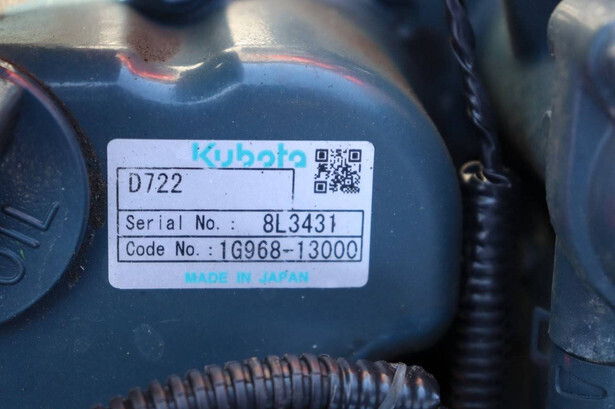 Kubota
D722
Serial No. : 8L3431
Code No. : 1G968-13000
MADE IN JAPAN
OIL